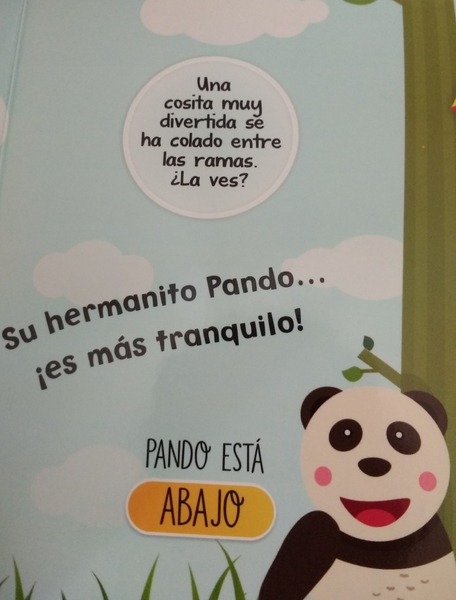 Una
cosita muy
divertida se
ha colado entre
las ramas.
¿La ves?
Su hermanito Pando...
¡es más tranquilo!
PANDO ESTÁ
ABAJO